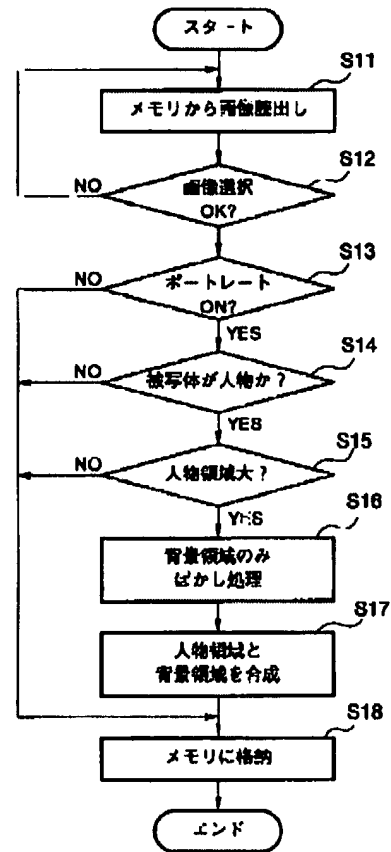 スタート
S11
メモリから画像読出し
S12
画像選択
OK?
NO
S13
ポートレート
ON?
NO
YES
S14
被写体が人物か？
NO
YES
S15
人物領域大？
NO
YES
S16
背景領域のみ
ぼかし処理
S17
人物領域と
背景領域を合成
S18
メモリに格納
エンド